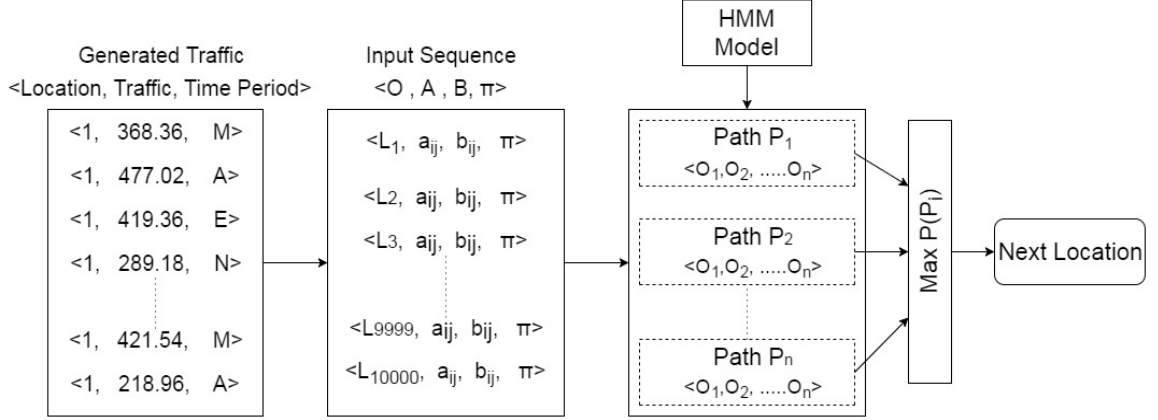 Generated Traffic
<Location, Traffic, Time Period>
<1, 368.36, M>
<1, 477.02, A>
<1, 419.36, E>
<1, 289.18, N>
<1, 421.54, M>
<1, 218.96, A>
Input Sequence
<O , A , B, π>
<L1, aij, bij, π>
<L2, aij, bij, π>
<L3, aij, bij, π>
<L9999, aij, bij, π>
<L10000, aij, bij, π>
HMM
Model
Path P1
<O1,O2, .....On>
Path P2
<O1,O2, .....On>
Path Pn
<O1,O2, .....On>
Max P(Pi)
Next Location